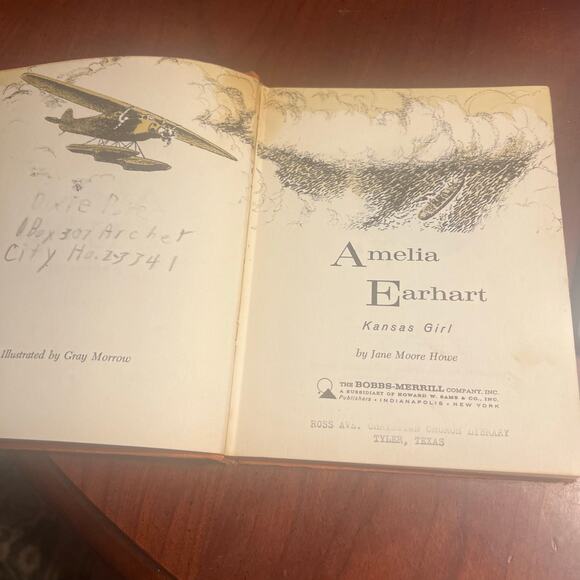 Dixie
Box 307 Archer
City No. 23741
Illustrated by Gray Morrow
Amelia
Earhart
Kansas Girl
by Jane Moore Howe
THE BOBBS-MERRILL COMPANY, INC.
A SUBSIDIARY OF HOWARD W. SAMS & CO., INC.
Publishers • INDIANAPOLIS • NEW YORK
ROSS AVE. CHRISTIAN CHURCH LIBRARY
TYLER, TEXAS